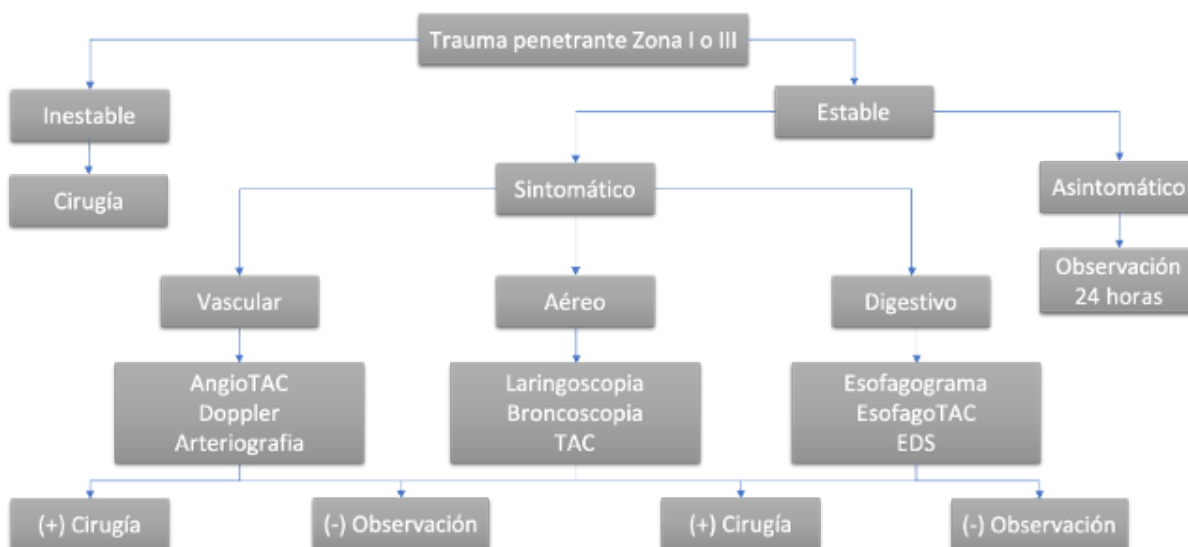 Trauma penetrante Zona I o III
Inestable
Estable
Cirugía
Sintomático
Asintomático
Observación
24 horas
Vascular
Aéreo
Digestivo
AngioTAC
Doppler
Arteriografia
Laringoscopia
Broncoscopia
TAC
Esofagograma
EsofagoTAC
EDS
(+) Cirugía
(-) Observación
(+) Cirugía
(-) Observación